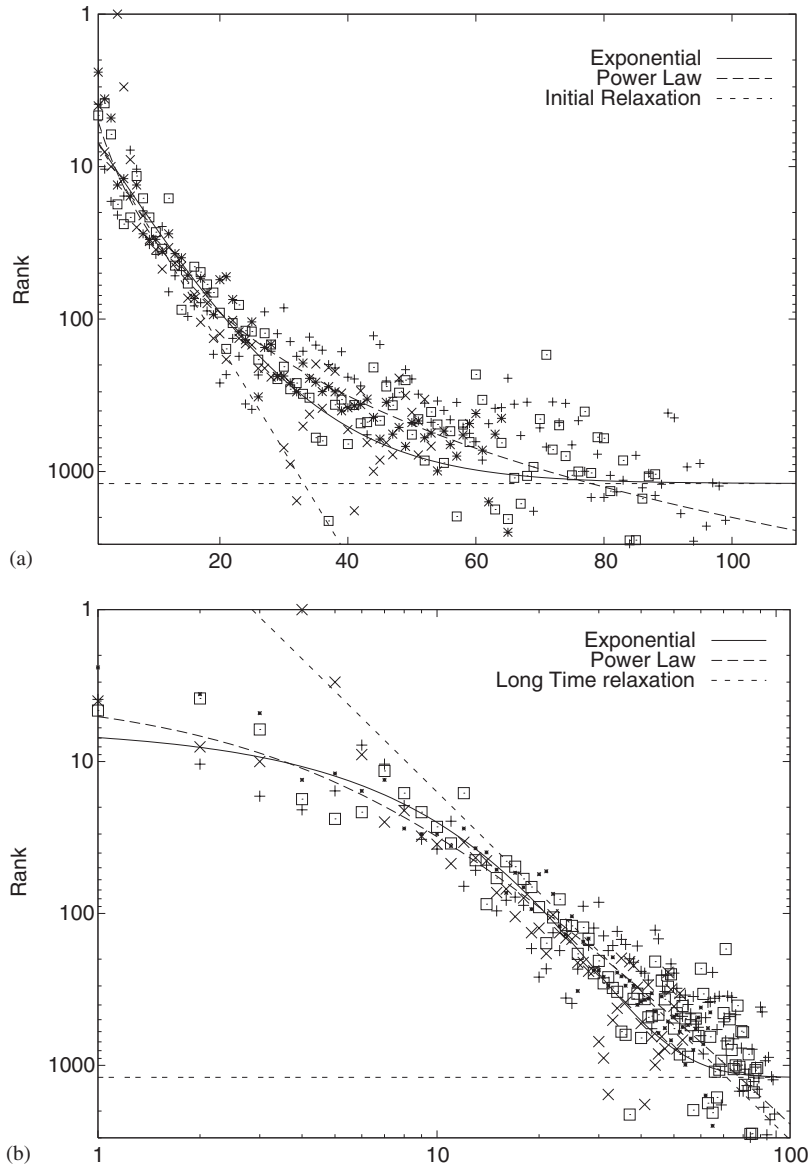 1
10
100
1000
Rank
Exponential
Power Law
Initial Relaxation
20
40
60
80
100
(a)
1
10
100
1000
Rank
Exponential
Power Law
Long Time relaxation
1
10
100
(b)